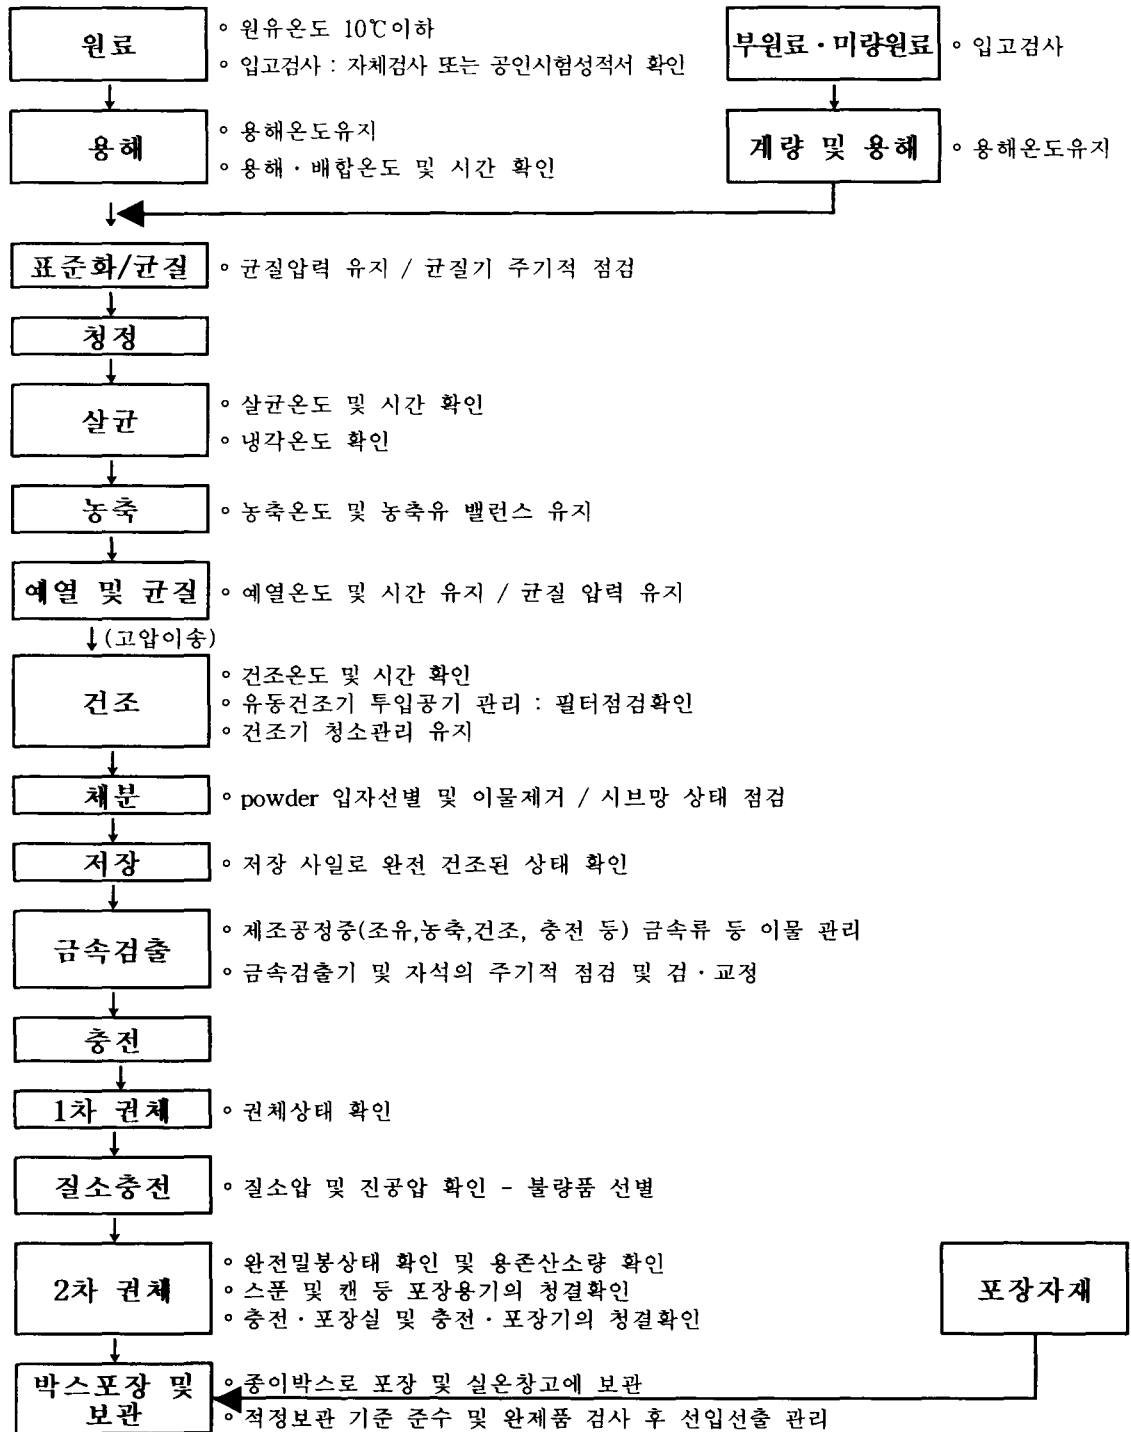 원료
∘ 원유온도 10℃이하
∘ 입고검사 : 자체검사 또는 공인시험성적서 확인
부원료·미량원료
∘ 입고검사
용해
∘ 용해온도유지
∘ 용해·배합온도 및 시간 확인
계량 및 용해
∘ 용해온도유지
표준화/균질
∘ 균질압력 유지 / 균질기 주기적 점검
청정
살균
∘ 살균온도 및 시간 확인
∘ 냉각온도 확인
농축
∘ 농축온도 및 농축유 밸런스 유지
예열 및 균질
∘ 예열온도 및 시간 유지 / 균질 압력 유지
(고압이송)
건조
∘ 건조온도 및 시간 확인
∘ 유동건조기 투입공기 관리 : 필터점검확인
∘ 건조기 청소관리 유지
채분
∘ powder 입자선별 및 이물제거 / 시브망 상태 점검
저장
∘ 저장 사일로 완전 건조된 상태 확인
금속검출
∘ 제조공정중(조유,농축,건조, 충전 등) 금속류 등 이물 관리
∘ 금속검출기 및 자석의 주기적 점검 및 검·교정
충전
1차 권체
∘ 권체상태 확인
질소충전
∘ 질소압 및 진공압 확인 - 불량품 선별
2차 권체
∘ 완전밀봉상태 확인 및 용존산소량 확인
∘ 스푼 및 캔 등 포장용기의 청결확인
∘ 충전·포장실 및 충전·포장기의 청결확인
포장자재
박스포장 및
보관
∘ 종이박스로 포장 및 실온창고에 보관
∘ 적정보관 기준 준수 및 완제품 검사 후 선입선출 관리